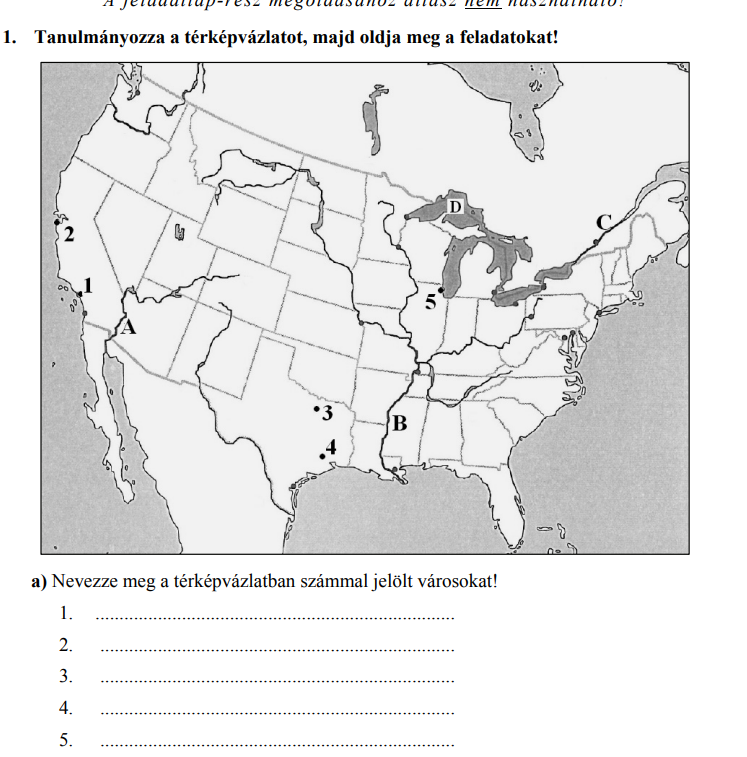 A feladatlap-rész megoldásához atlasz nem használható!
1. Tanulmányozza a térképvázlatot, majd oldja meg a feladatokat!
D
C
2
1
5
A
3
B
4
a) Nevezze meg a térképvázlatban számmal jelölt városokat!
1. ........................................................................
2. ........................................................................
3. ........................................................................
4. ........................................................................
5. ........................................................................